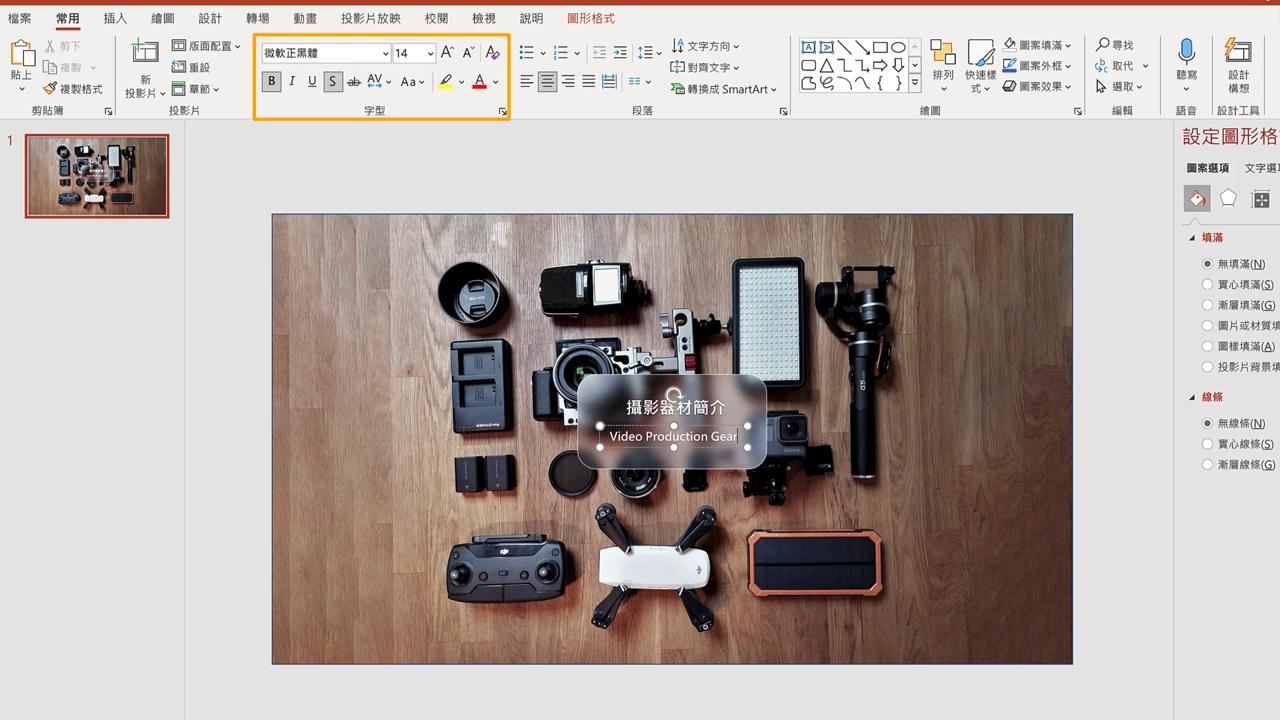 檔案 常用 插入 繪圖 設計 轉場 動畫 投影片放映 校閱 檢視 說明 圖形格式
貼上
剪下
複製
複製格式
剪貼簿
新
投影片
版面配置
重設
章節
投影片
微軟正黑體 14
B I U S ab AV Aa A
字型
文字方向
對齊文字
轉換成 SmartArt
段落
排列
快速樣
式
圖案填滿
圖案外框
圖案效果
繪圖
尋找
取代
選取
編輯
聽寫
語音
設計
構想
設計工具
1
設定圖形格
圖案選項 文字選
填滿
無填滿(N)
實心填滿(S)
漸層填滿(G)
圖片或材質填
圖樣填滿(A)
投影片背景填
線條
無線條(N)
實心線條(S)
漸層線條(G)
攝影器材簡介
Video Production Gear
SONY
G5
dji